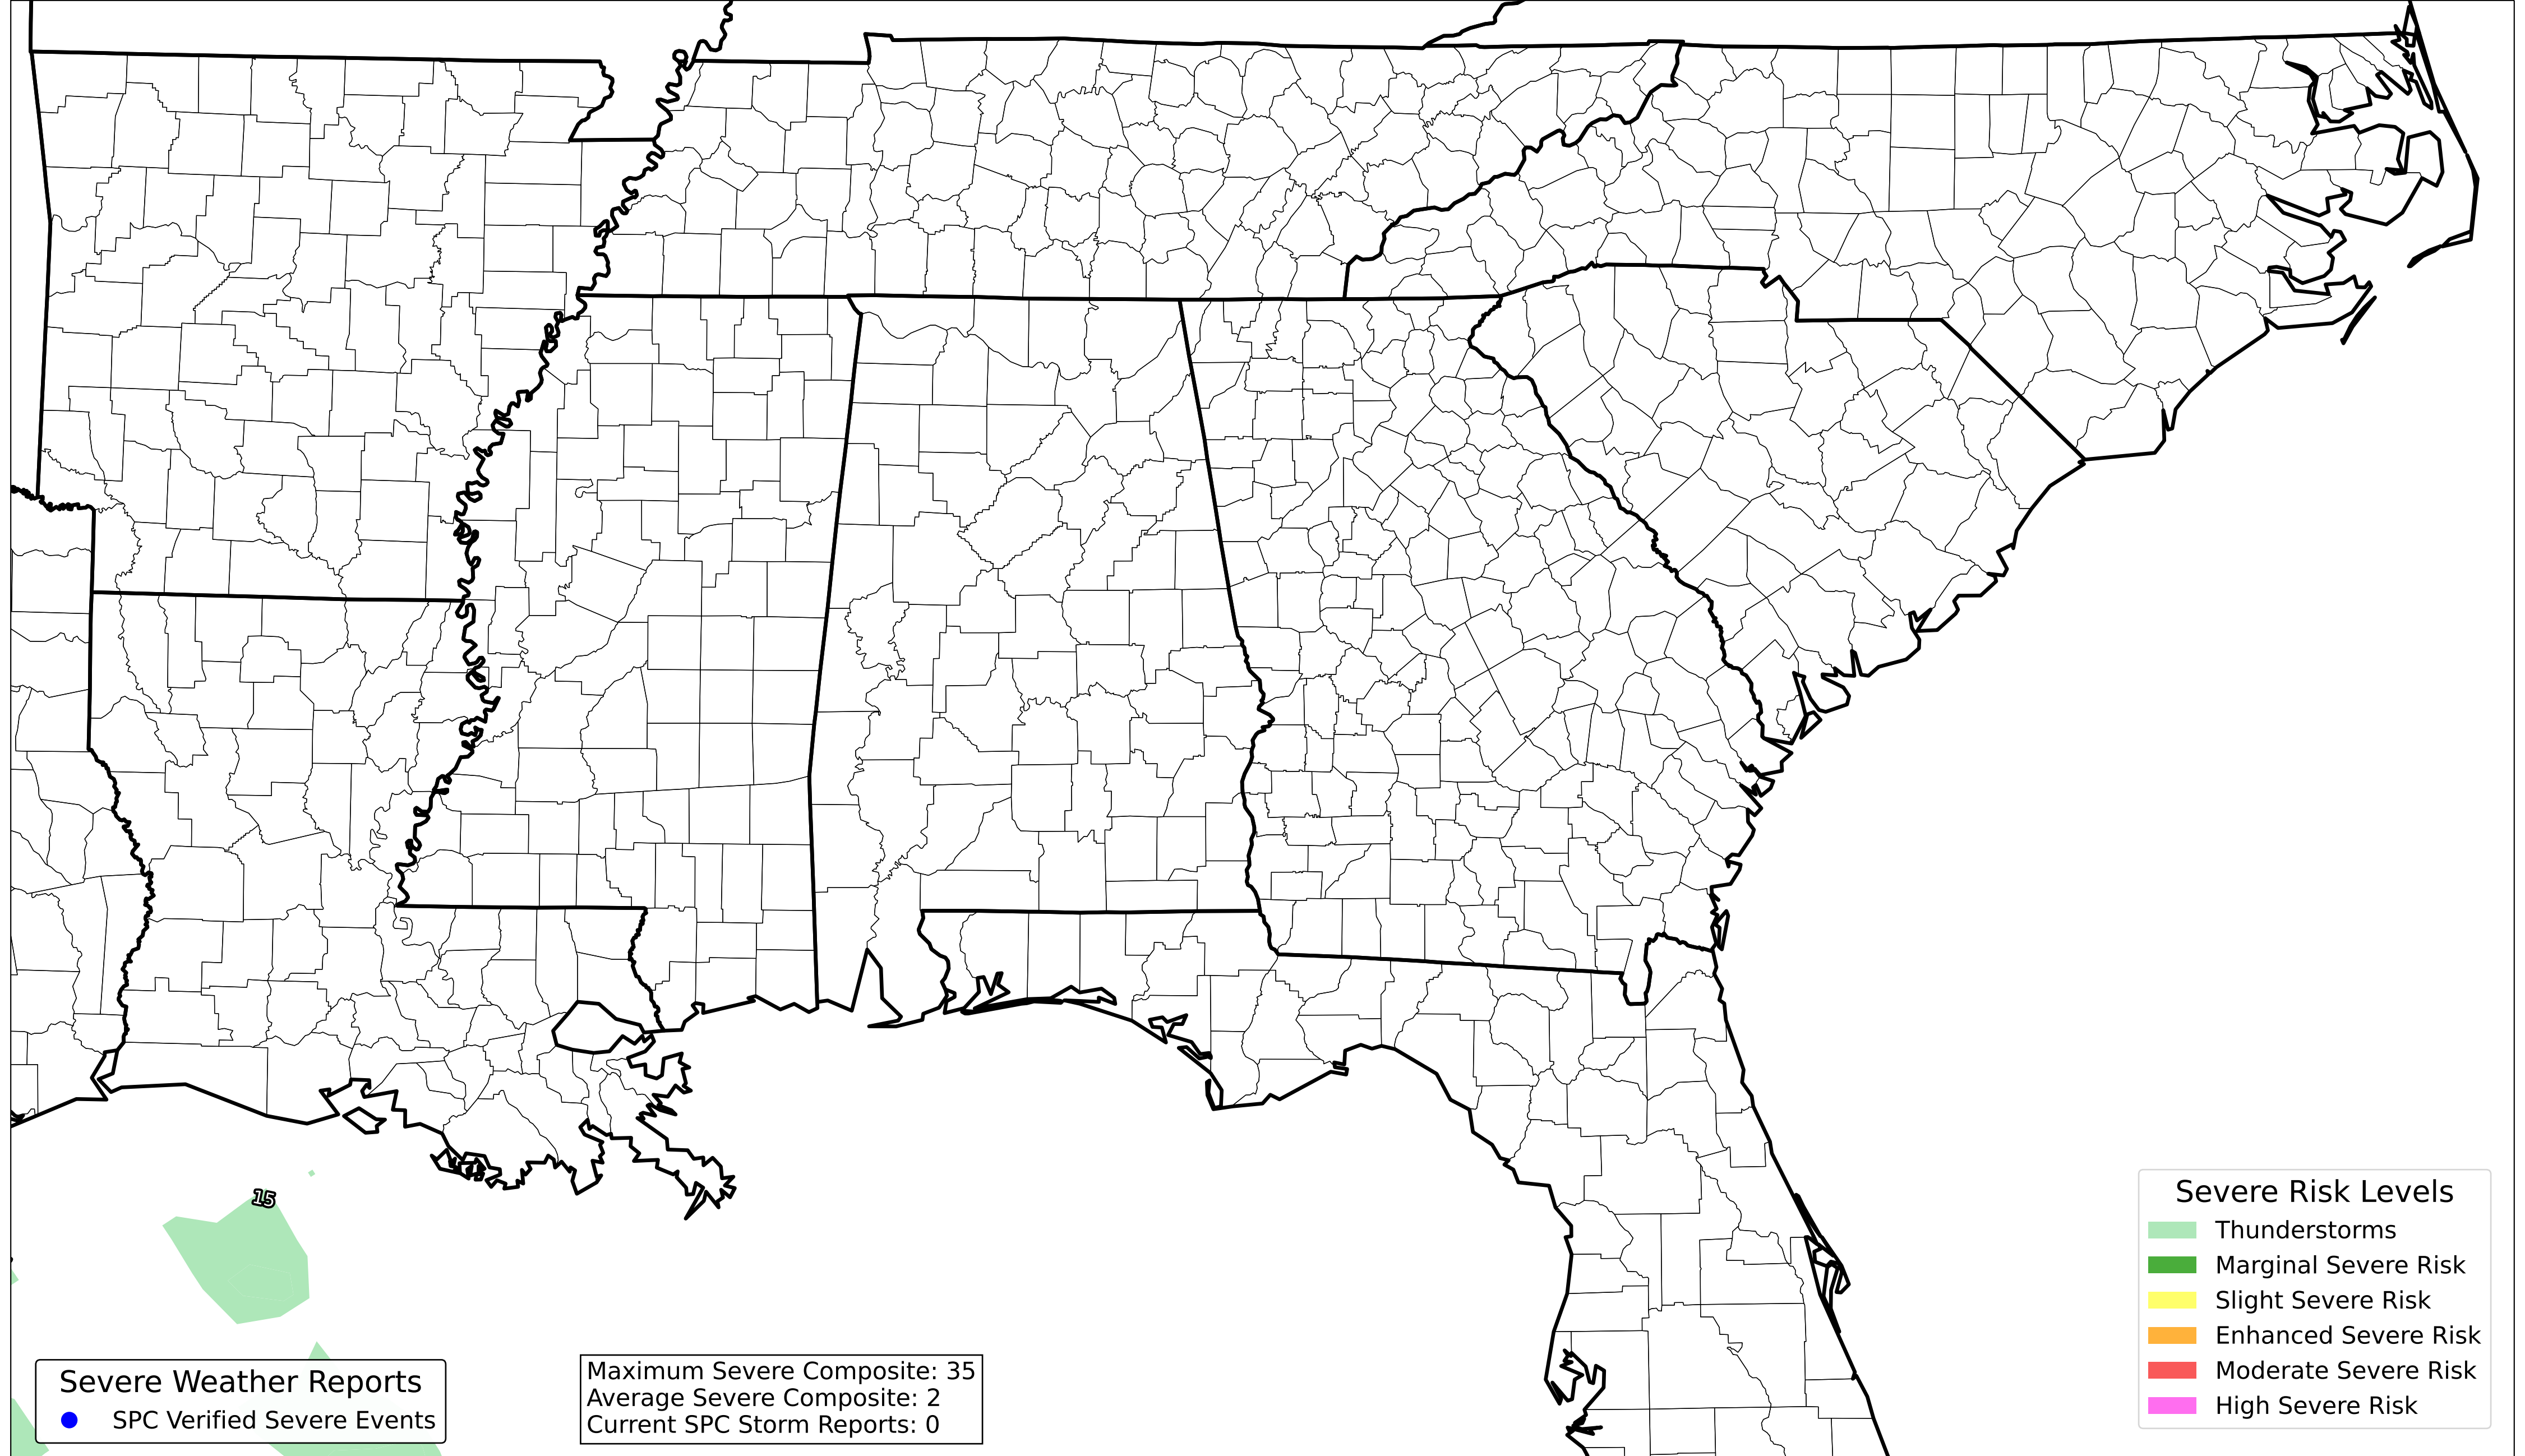 15
Severe Weather Reports
SPC Verified Severe Events
Maximum Severe Composite: 35
Average Severe Composite: 2
Current SPC Storm Reports: 0
Severe Risk Levels
Thunderstorms
Marginal Severe Risk
Slight Severe Risk
Enhanced Severe Risk
Moderate Severe Risk
High Severe Risk